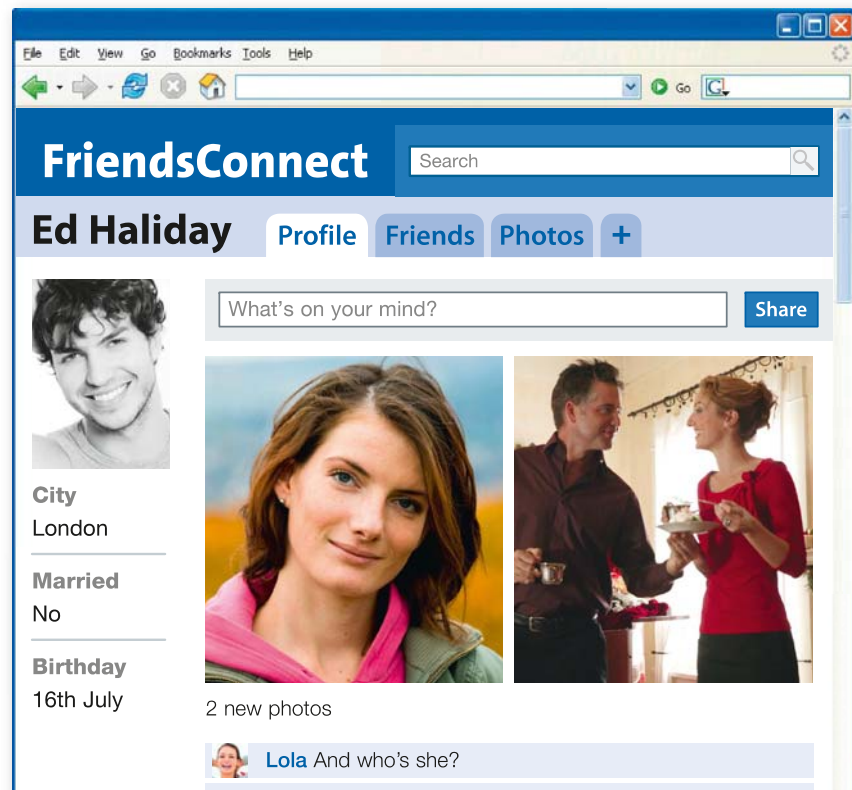 File Edit View Go Bookmarks Tools Help
Go G
FriendsConnect
Search
Ed Haliday
Profile Friends Photos +
What's on your mind?
Share
City
London
Married
No
Birthday
16th July
2 new photos
Lola And who's she?